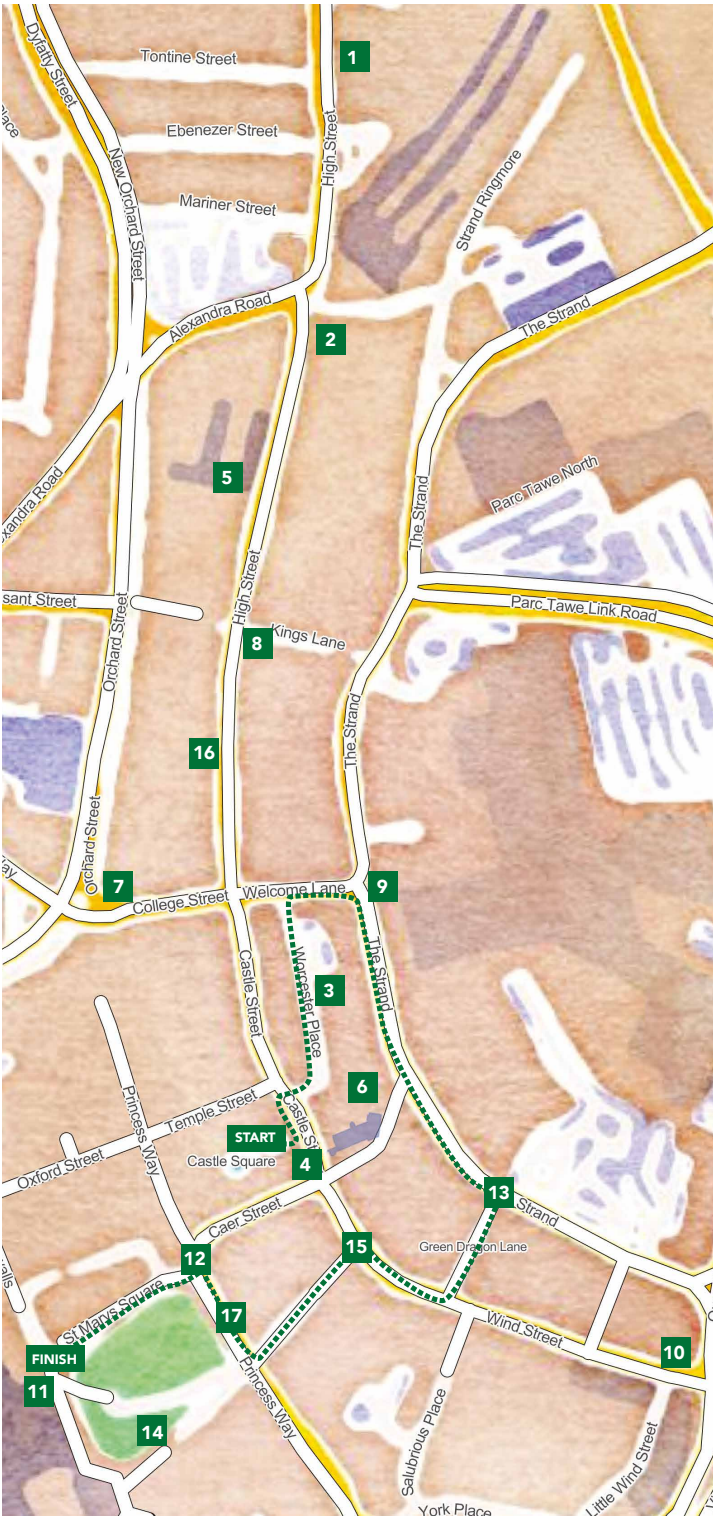 Tontine Street
1
Dyfatty Street
Place
Ebenezer Street
High Street
New Orchard Street
Mariner Street
Strand Ringmore
Alexandra Road
The Strand
2
5
Parc Tawe North
xandra Road
The Strand
High Street
sant Street
Parc Tawe Link Road
Orchard Street
8
Kings Lane
The Strand
16
Orchard Street
7
9
Welcome Lane
College Street
ay
Castle Street
Worcester Place
The Strand
3
6
Princess Way
Temple Street
Castle St
START
Castle Square
4
Oxford Street
13
Strand
Caer Street
Green Dragon Lane
15
12
alls
St Marys Square
17
Wind Street
FINISH
10
11
Princess Way
14
Salubrious Place
Little Wind Street
York Place